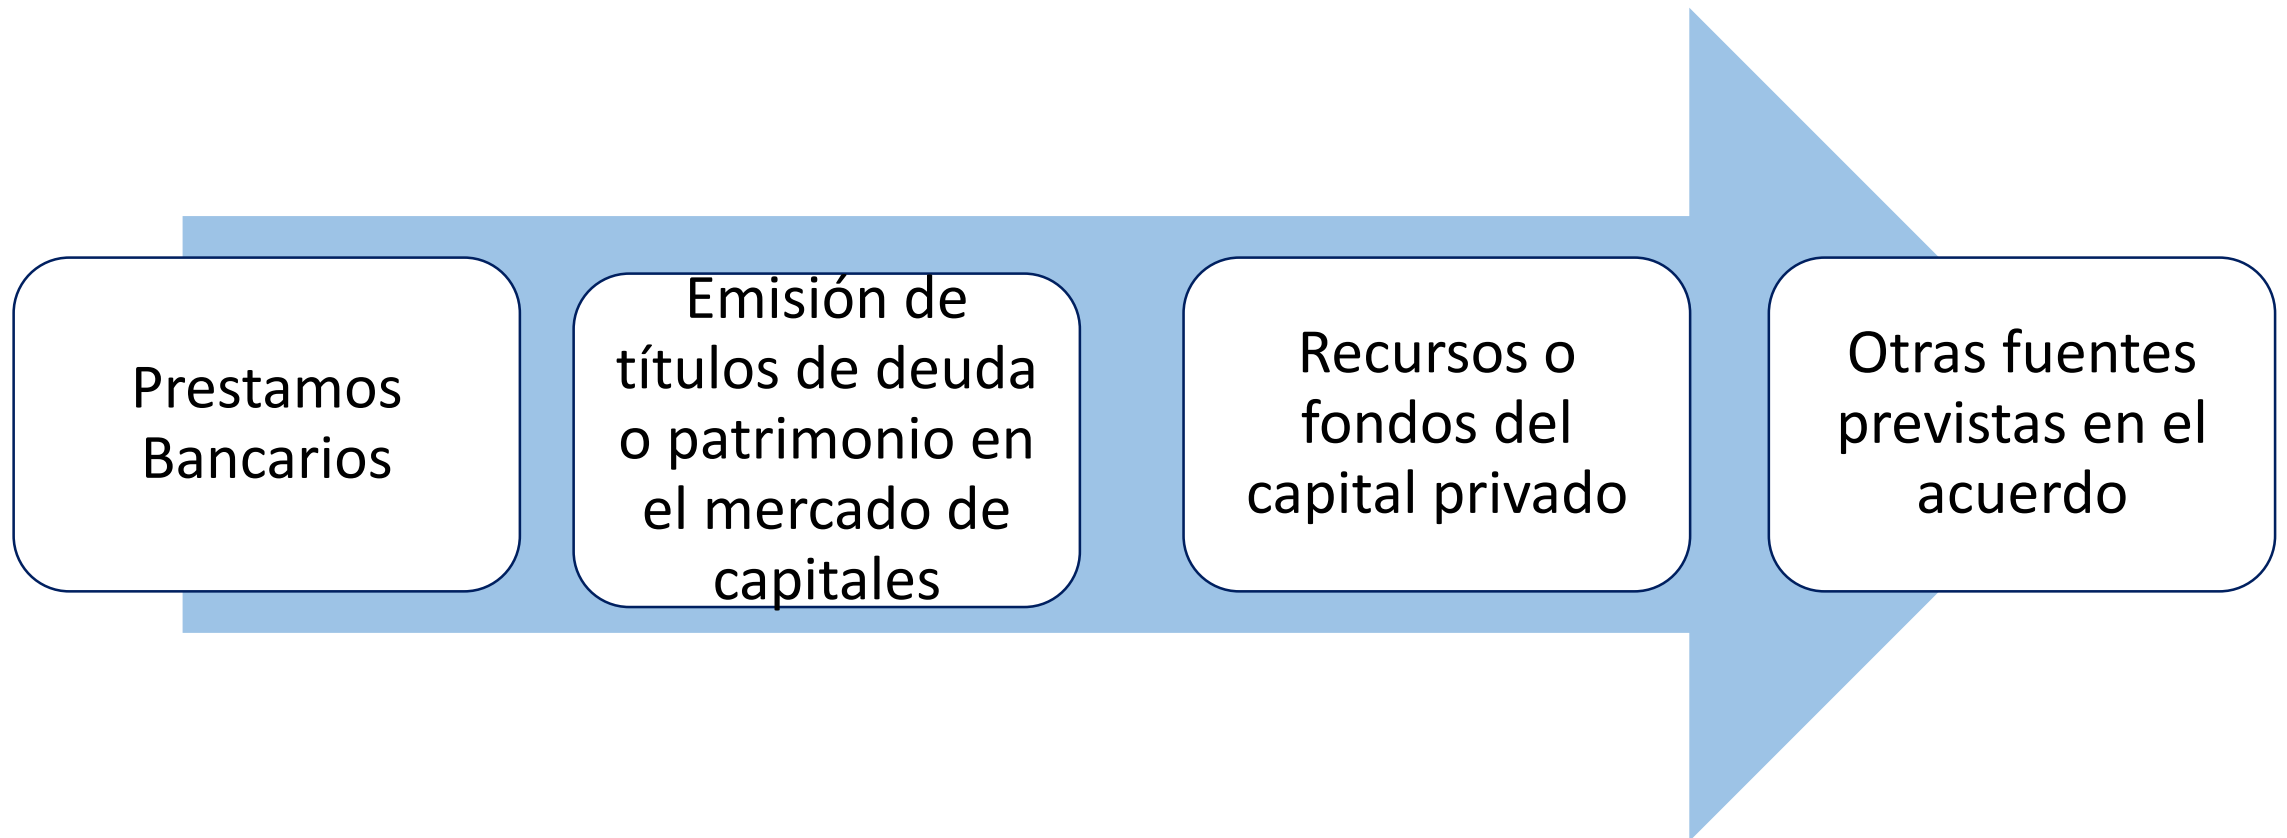 Prestamos
Bancarios
Emisión de
títulos de deuda
o patrimonio en
el mercado de
capitales
Recursos o
fondos del
capital privado
Otras fuentes
previstas en el
acuerdo